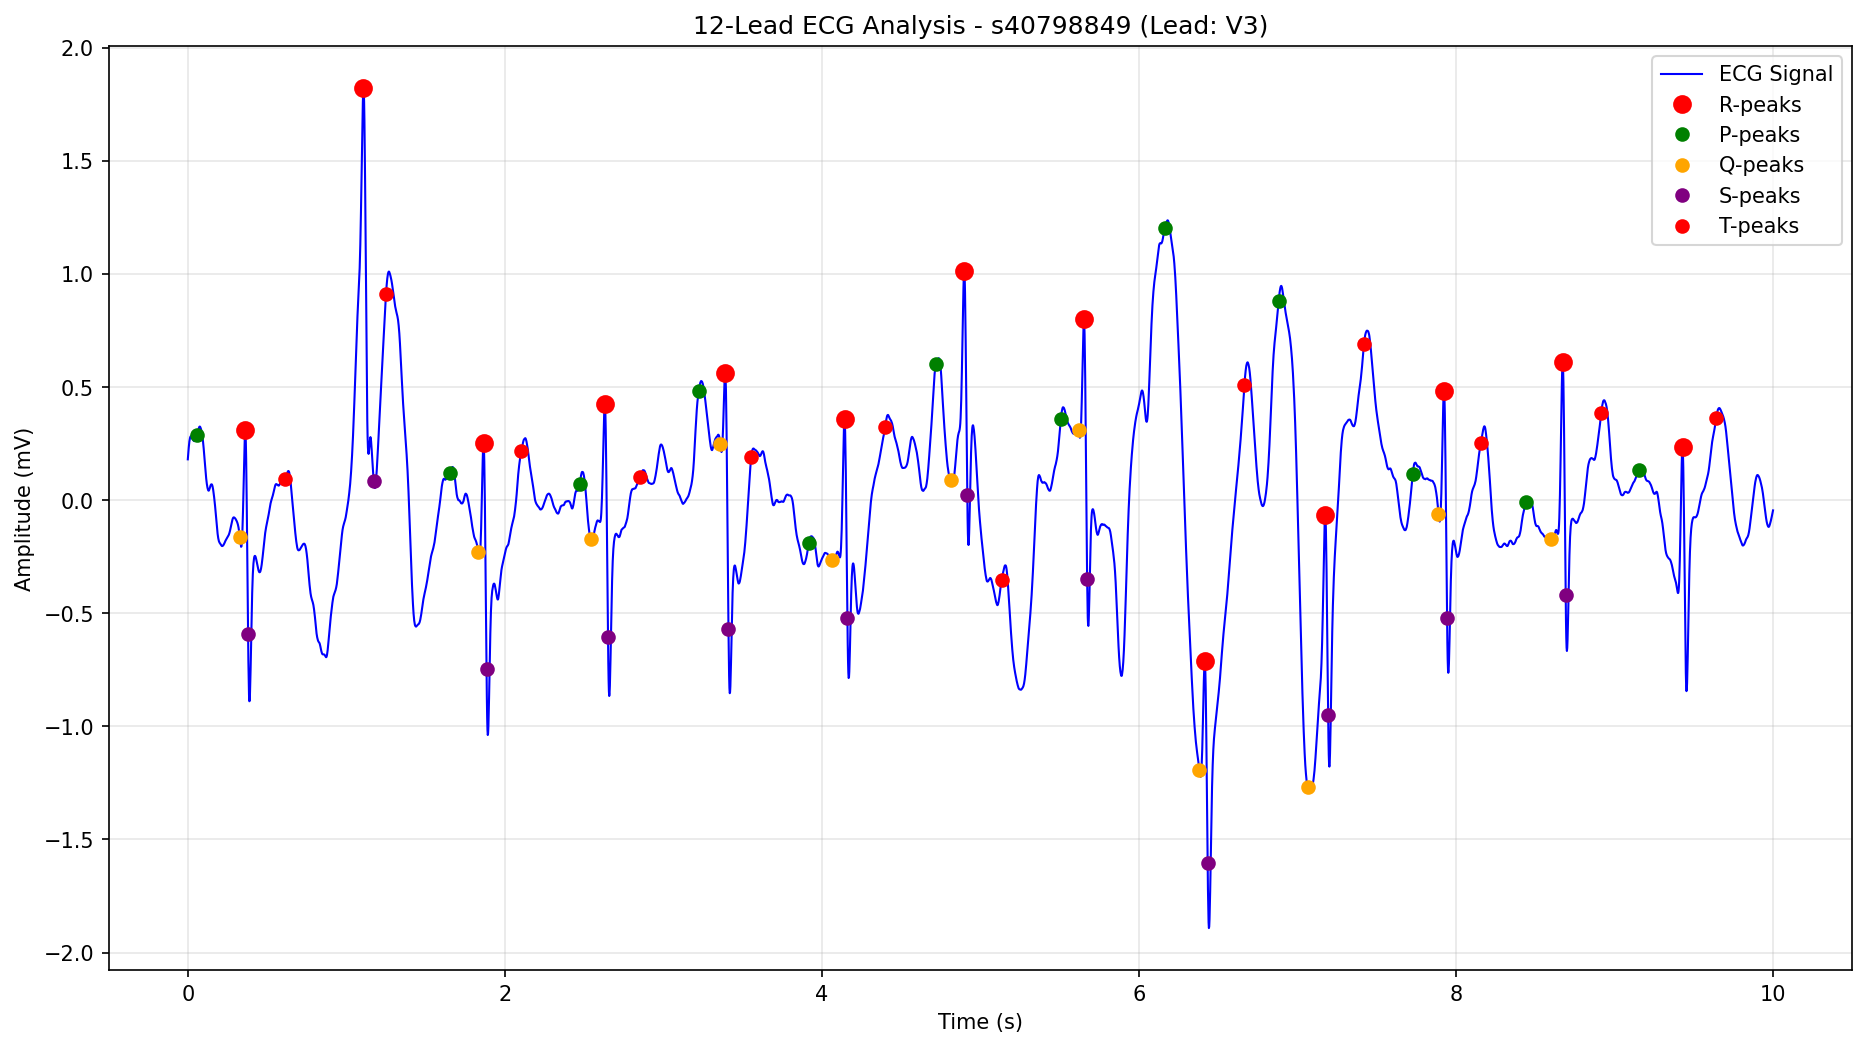 12-Lead ECG Analysis - s40798849 (Lead: V3)
ECG Signal
R-peaks
P-peaks
Q-peaks
S-peaks
T-peaks
Amplitude (mV)
2.0
1.5
1.0
0.5
0.0
−0.5
−1.0
−1.5
−2.0
0
2
4
6
8
10
Time (s)